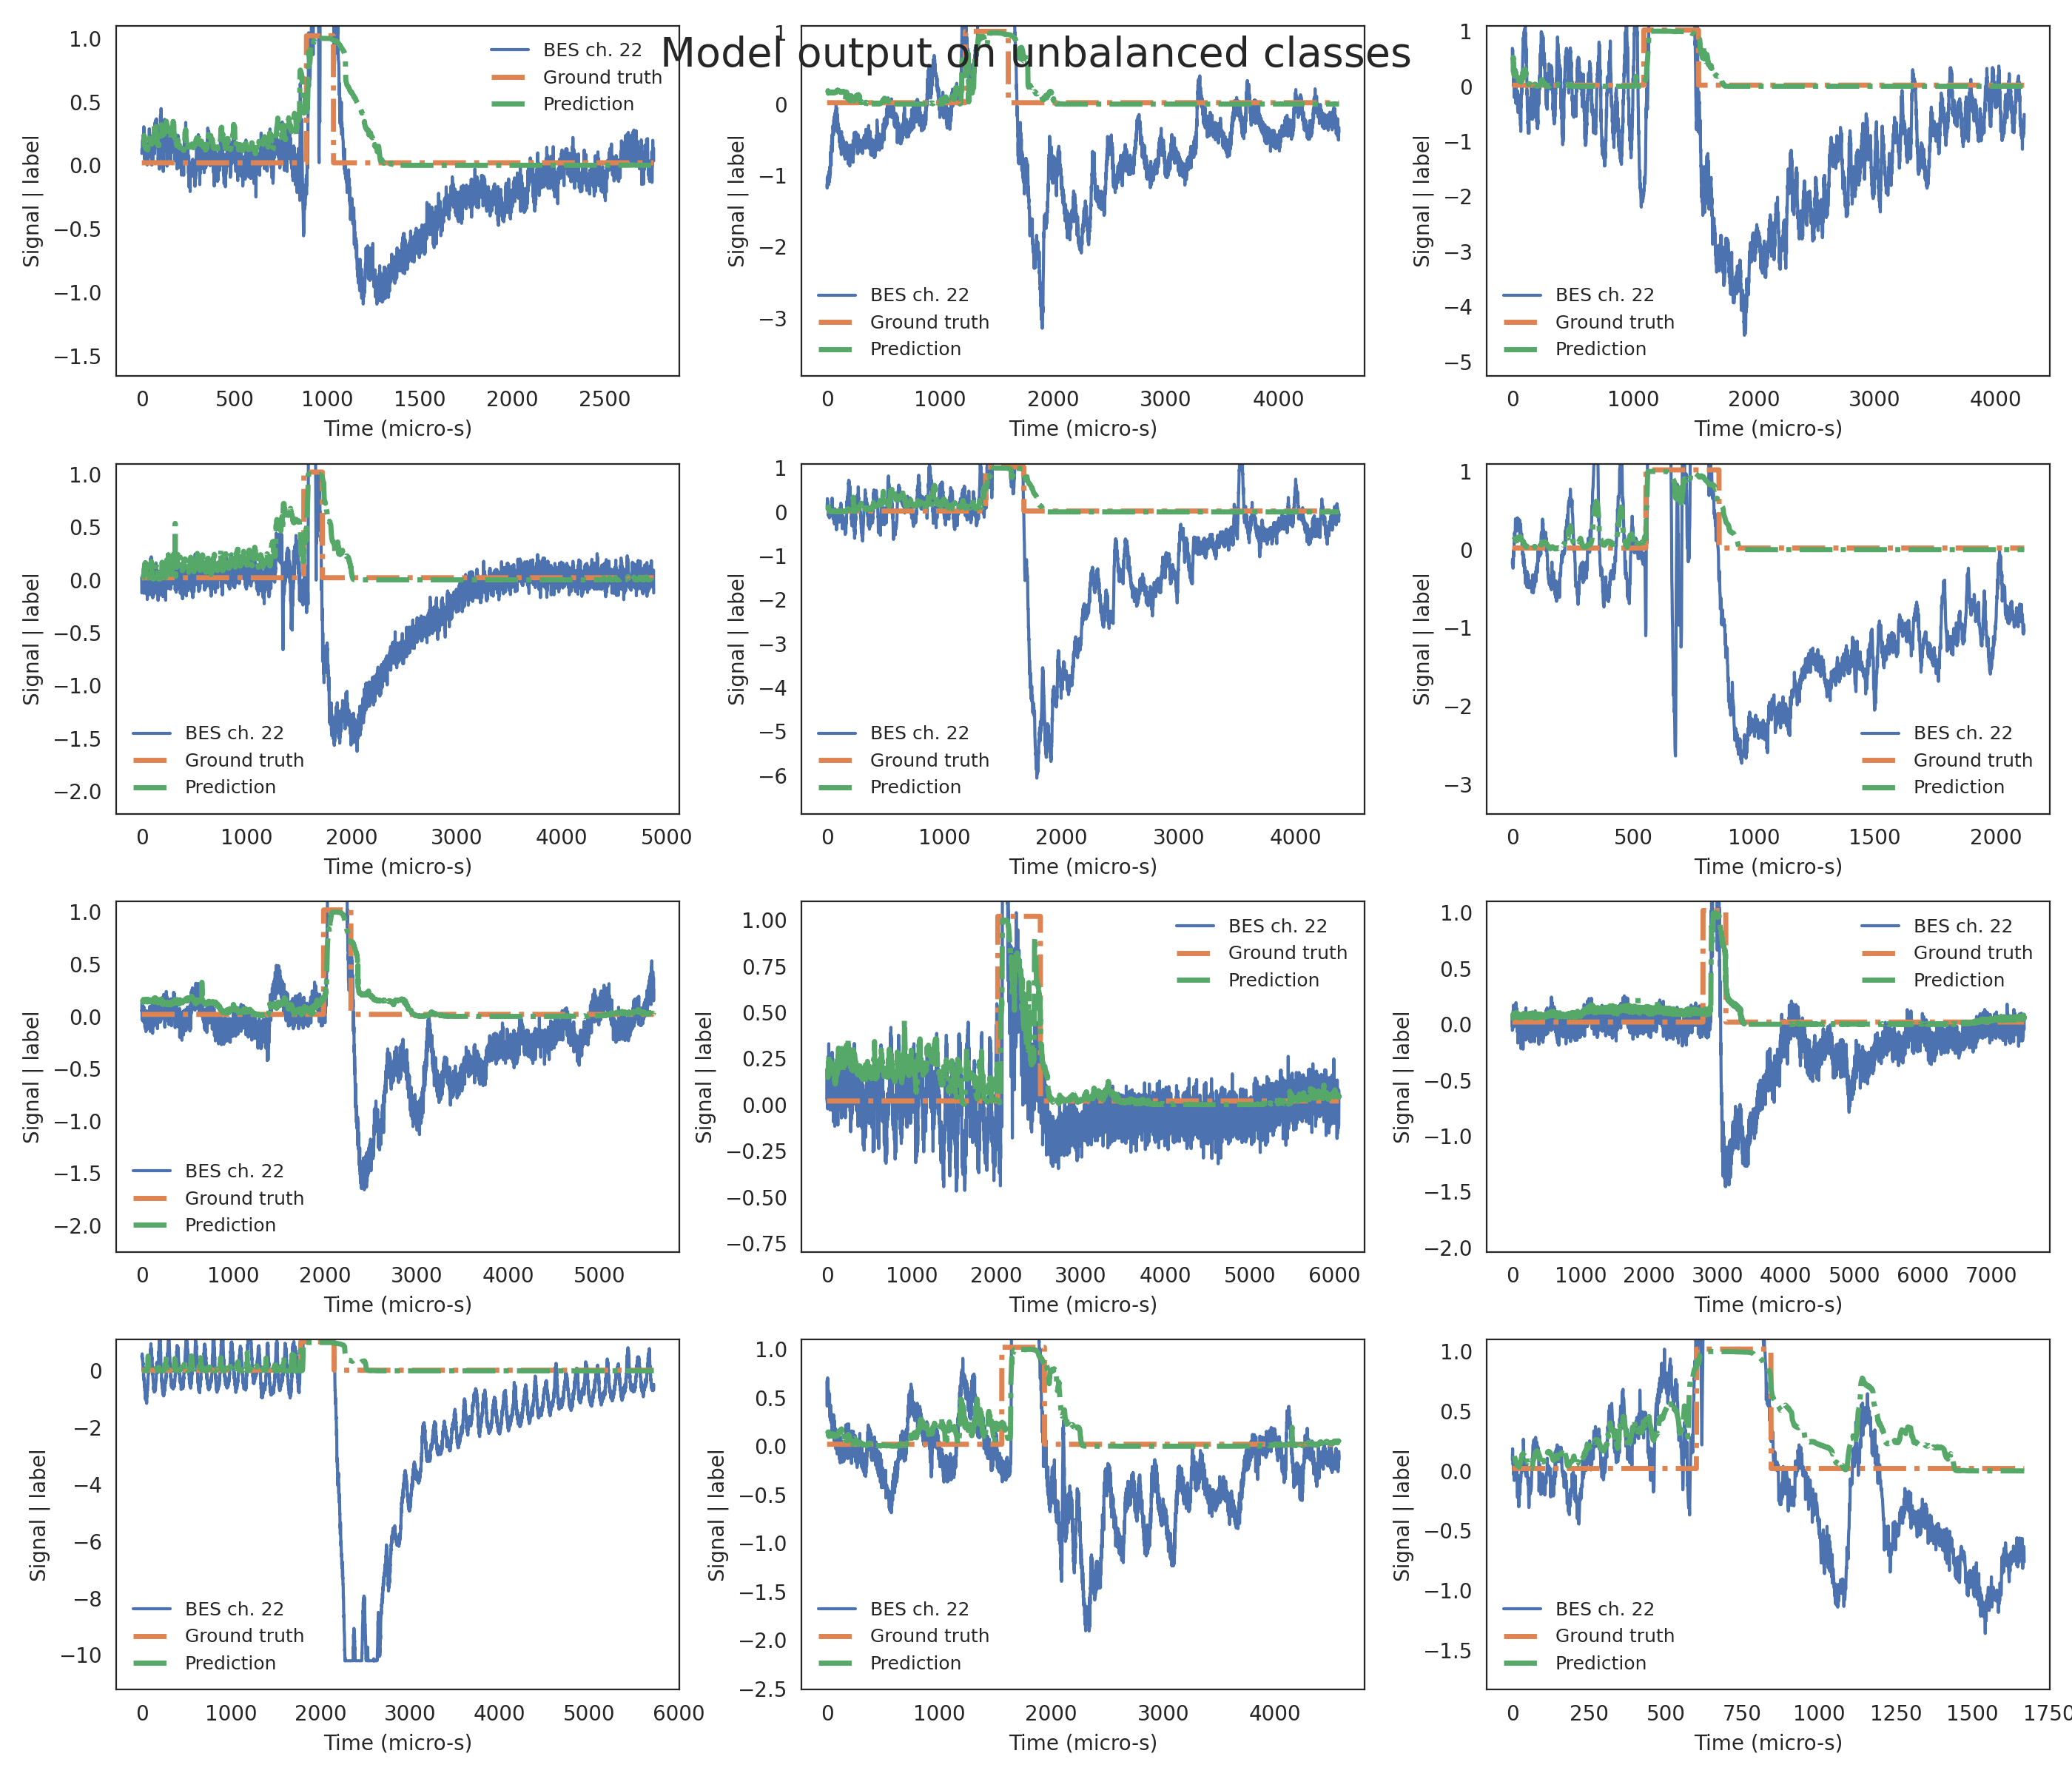 Model output on unbalanced classes
1.0
0.5
0.0
−0.5
−1.0
−1.5
Signal | label
BES ch. 22
Ground truth
Prediction
0 500 1000 1500 2000 2500
Time (micro-s)
1
0
−1
−2
−3
Signal | label
BES ch. 22
Ground truth
Prediction
0 1000 2000 3000 4000
Time (micro-s)
1
0
−1
−2
−3
−4
−5
Signal | label
BES ch. 22
Ground truth
Prediction
0 1000 2000 3000 4000
Time (micro-s)
1.0
0.5
0.0
−0.5
−1.0
−1.5
−2.0
Signal | label
BES ch. 22
Ground truth
Prediction
0 1000 2000 3000 4000 5000
Time (micro-s)
1
0
−1
−2
−3
−4
−5
−6
Signal | label
BES ch. 22
Ground truth
Prediction
0 1000 2000 3000 4000
Time (micro-s)
1
0
−1
−2
−3
Signal | label
BES ch. 22
Ground truth
Prediction
0 500 1000 1500 2000
Time (micro-s)
1.0
0.5
0.0
−0.5
−1.0
−1.5
−2.0
Signal | label
BES ch. 22
Ground truth
Prediction
0 1000 2000 3000 4000 5000
Time (micro-s)
1.00
0.75
0.50
0.25
0.00
−0.25
−0.50
−0.75
Signal | label
BES ch. 22
Ground truth
Prediction
0 1000 2000 3000 4000 5000 6000
Time (micro-s)
1.0
0.5
0.0
−0.5
−1.0
−1.5
−2.0
Signal | label
BES ch. 22
Ground truth
Prediction
0 1000 2000 3000 4000 5000 6000 7000
Time (micro-s)
0
−2
−4
−6
−8
−10
Signal | label
BES ch. 22
Ground truth
Prediction
0 1000 2000 3000 4000 5000 6000
Time (micro-s)
1.0
0.5
0.0
−0.5
−1.0
−1.5
−2.0
−2.5
Signal | label
BES ch. 22
Ground truth
Prediction
0 1000 2000 3000 4000
Time (micro-s)
1.0
0.5
0.0
−0.5
−1.0
−1.5
Signal | label
BES ch. 22
Ground truth
Prediction
0 250 500 750 1000 1250 1500 1750
Time (micro-s)